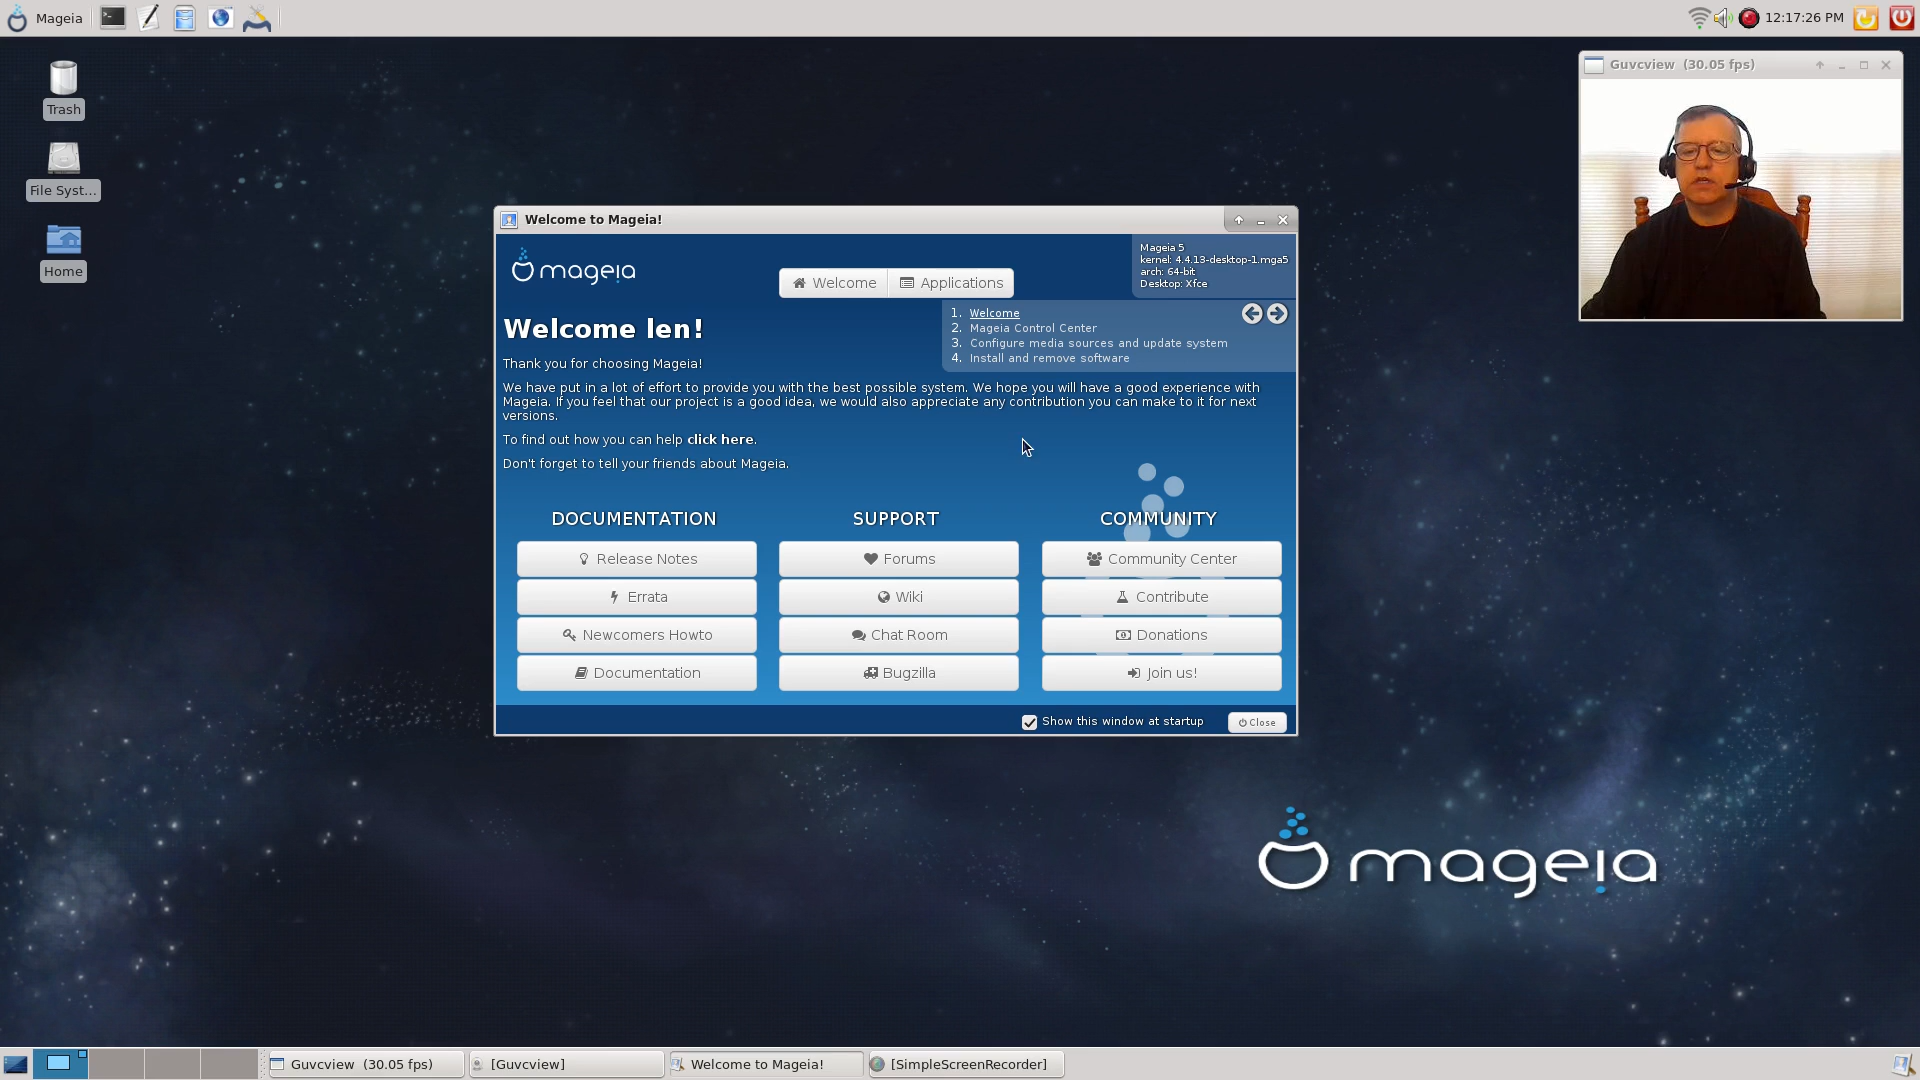 Mageia
12:17:26 PM
Trash
File Syst...
Home
Guvcview (30.05 fps)
Welcome to Mageia!
mageia
Welcome
Applications
Mageia 5
kernel: 4.4.13-desktop-1.mga5
arch: 64-bit
Desktop: Xfce
1. Welcome
2. Mageia Control Center
3. Configure media sources and update system
4. Install and remove software
Welcome len!
Thank you for choosing Mageia!
We have put in a lot of effort to provide you with the best possible system. We hope you will have a good experience with
Mageia. If you feel that our project is a good idea, we would also appreciate any contribution you can make to it for next
versions.
To find out how you can help click here.
Don't forget to tell your friends about Mageia.
DOCUMENTATION
Release Notes
Errata
Newcomers Howto
Documentation
SUPPORT
Forums
Wiki
Chat Room
Bugzilla
COMMUNITY
Community Center
Contribute
Donations
Join us!
Show this window at startup
Close
mageia
Guvcview (30.05 fps)
[Guvcview]
Welcome to Mageia!
[SimpleScreenRecorder]